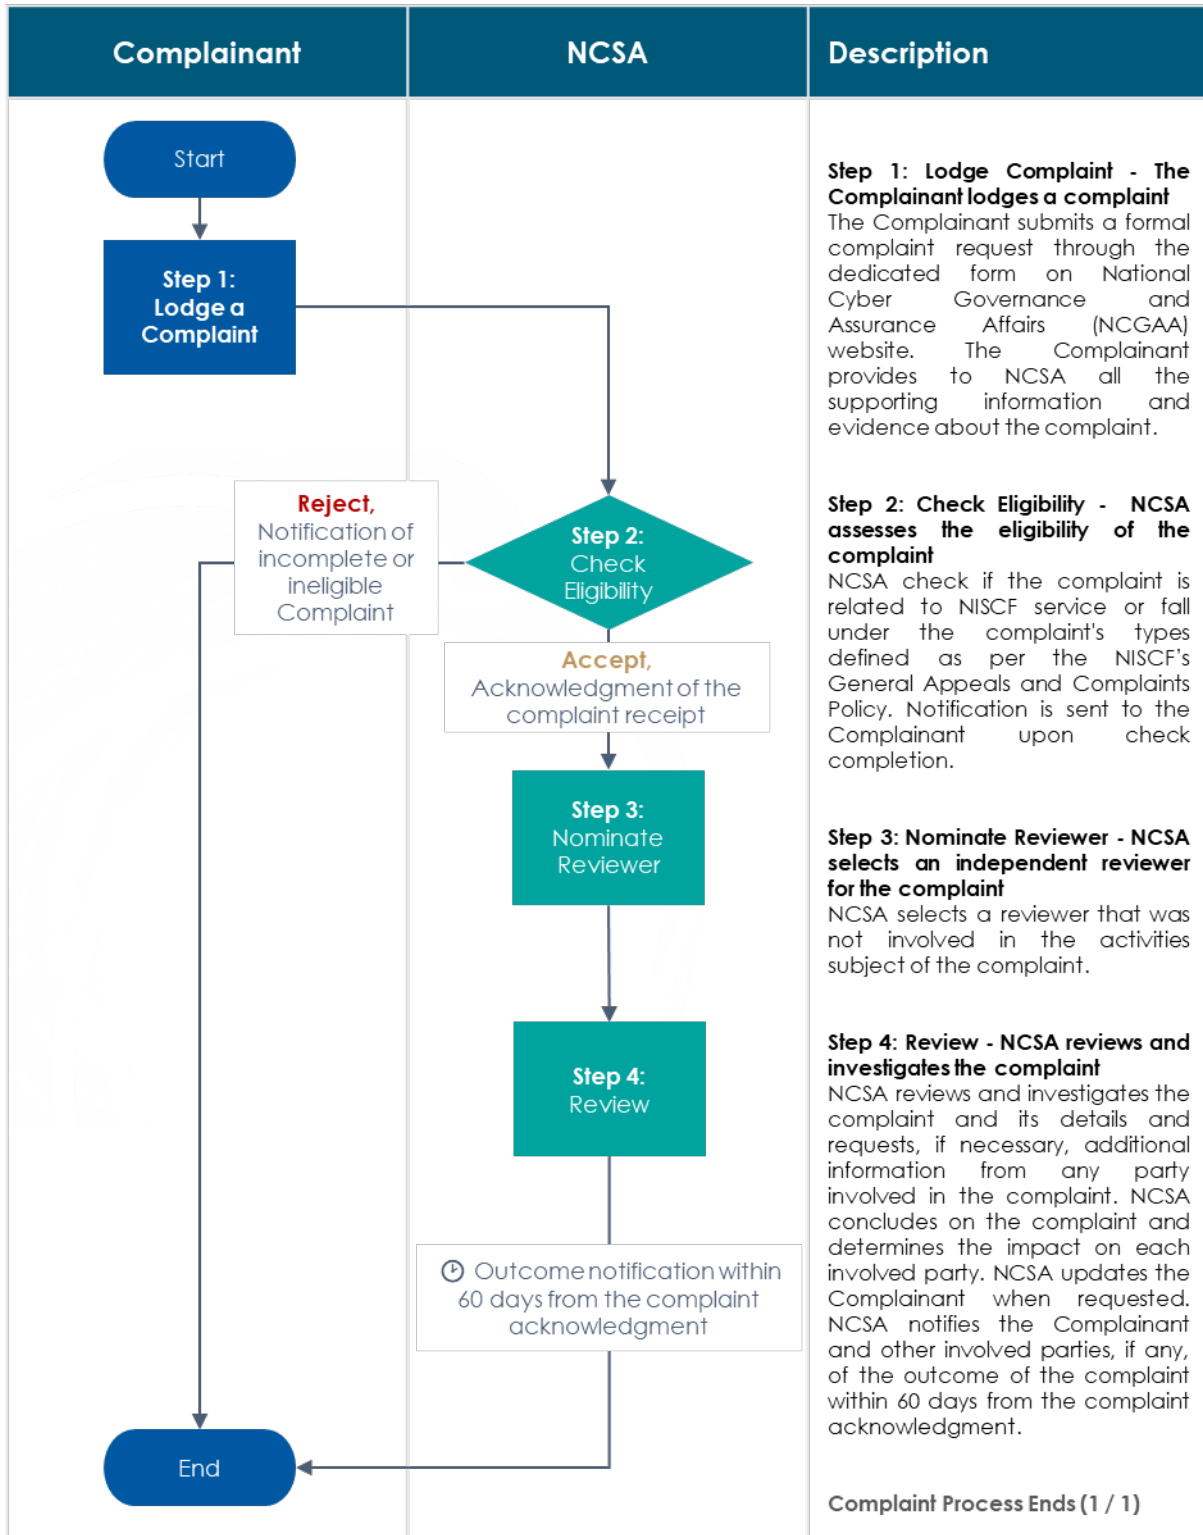 Complainant
NCSA
Description
Start
Step 1:
Lodge a
Complaint
Reject,
Notification of
incomplete or
ineligible
Complaint
Step 2:
Check
Eligibility
Accept,
Acknowledgment of the
complaint receipt
Step 3:
Nominate
Reviewer
Step 4:
Review
Outcome notification within
60 days from the complaint
acknowledgment
End
Step 1: Lodge Complaint - The
Complainant lodges a complaint
The Complainant submits a formal
complaint request through the
dedicated form on National
Cyber Governance and
Assurance Affairs (NCGAA)
website. The Complainant
provides to NCSA all the
supporting information and
evidence about the complaint.
Step 2: Check Eligibility - NCSA
assesses the eligibility of the
complaint
NCSA check if the complaint is
related to NISCF service or fall
under the complaint's types
defined as per the NISCF's
General Appeals and Complaints
Policy. Notification is sent to the
Complainant upon check
completion.
Step 3: Nominate Reviewer - NCSA
selects an independent reviewer
for the complaint
NCSA selects a reviewer that was
not involved in the activities
subject of the complaint.
Step 4: Review - NCSA reviews and
investigates the complaint
NCSA reviews and investigates the
complaint and its details and
requests, if necessary, additional
information from any party
involved in the complaint. NCSA
concludes on the complaint and
determines the impact on each
involved party. NCSA updates the
Complainant when requested.
NCSA notifies the Complainant
and other involved parties, if any,
of the outcome of the complaint
within 60 days from the complaint
acknowledgment.
Complaint Process Ends (1 / 1)